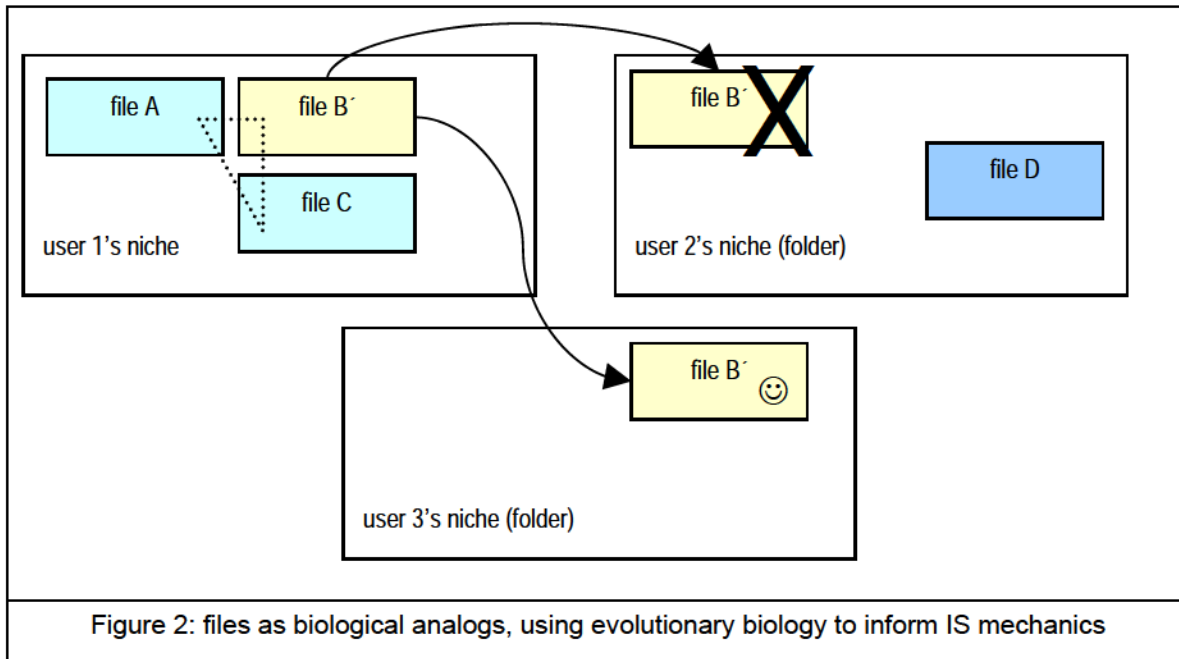 file A
file B´
file C
user 1's niche
file B´
X
file D
user 2's niche (folder)
file B´
☺
user 3's niche (folder)
Figure 2: files as biological analogs, using evolutionary biology to inform IS mechanics